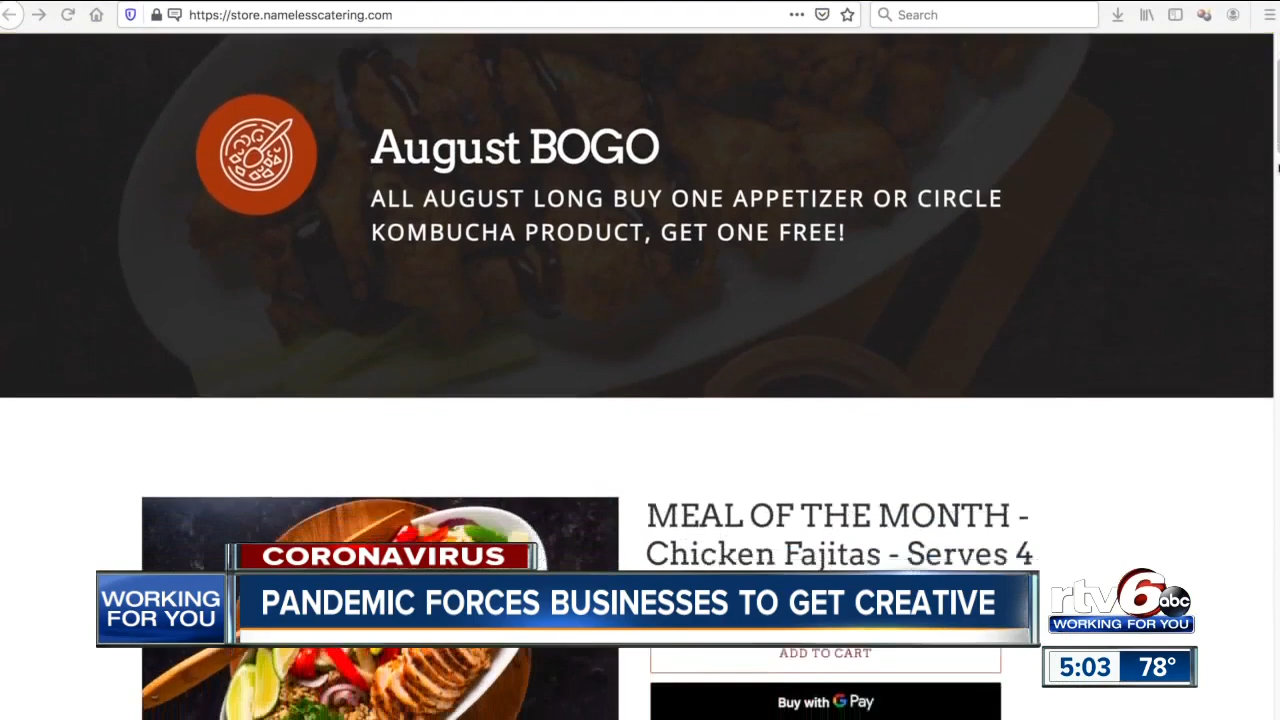 https://store.namelesscatering.com
Search
August BOGO
ALL AUGUST LONG BUY ONE APPETIZER OR CIRCLE
KOMBUCHA PRODUCT, GET ONE FREE!
MEAL OF THE MONTH -
Chicken Fajitas - Serves 4
CORONAVIRUS
WORKING
FOR YOU
PANDEMIC FORCES BUSINESSES TO GET CREATIVE
rtv6 abc
WORKING FOR YOU
ADD TO CART
5:03 78°
Buy with G Pay